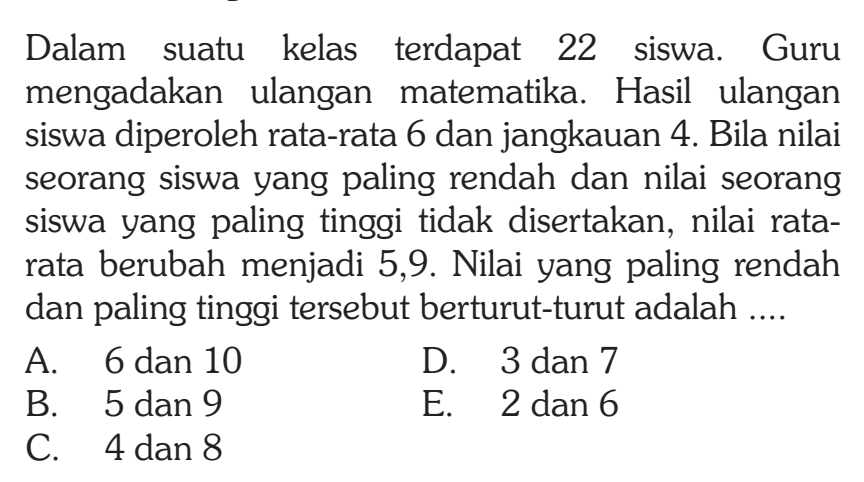 Dalam suatu kelas terdapat 22 siswa. Guru
mengadakan ulangan matematika. Hasil ulangan
siswa diperoleh rata-rata 6 dan jangkauan 4. Bila nilai
seorang siswa yang paling rendah dan nilai seorang
siswa yang paling tinggi tidak disertakan, nilai rata-
rata berubah menjadi 5,9. Nilai yang paling rendah
dan paling tinggi tersebut berturut-turut adalah ....
A. 6 dan 10 D. 3 dan 7
B. 5 dan 9 E. 2 dan 6
C. 4 dan 8